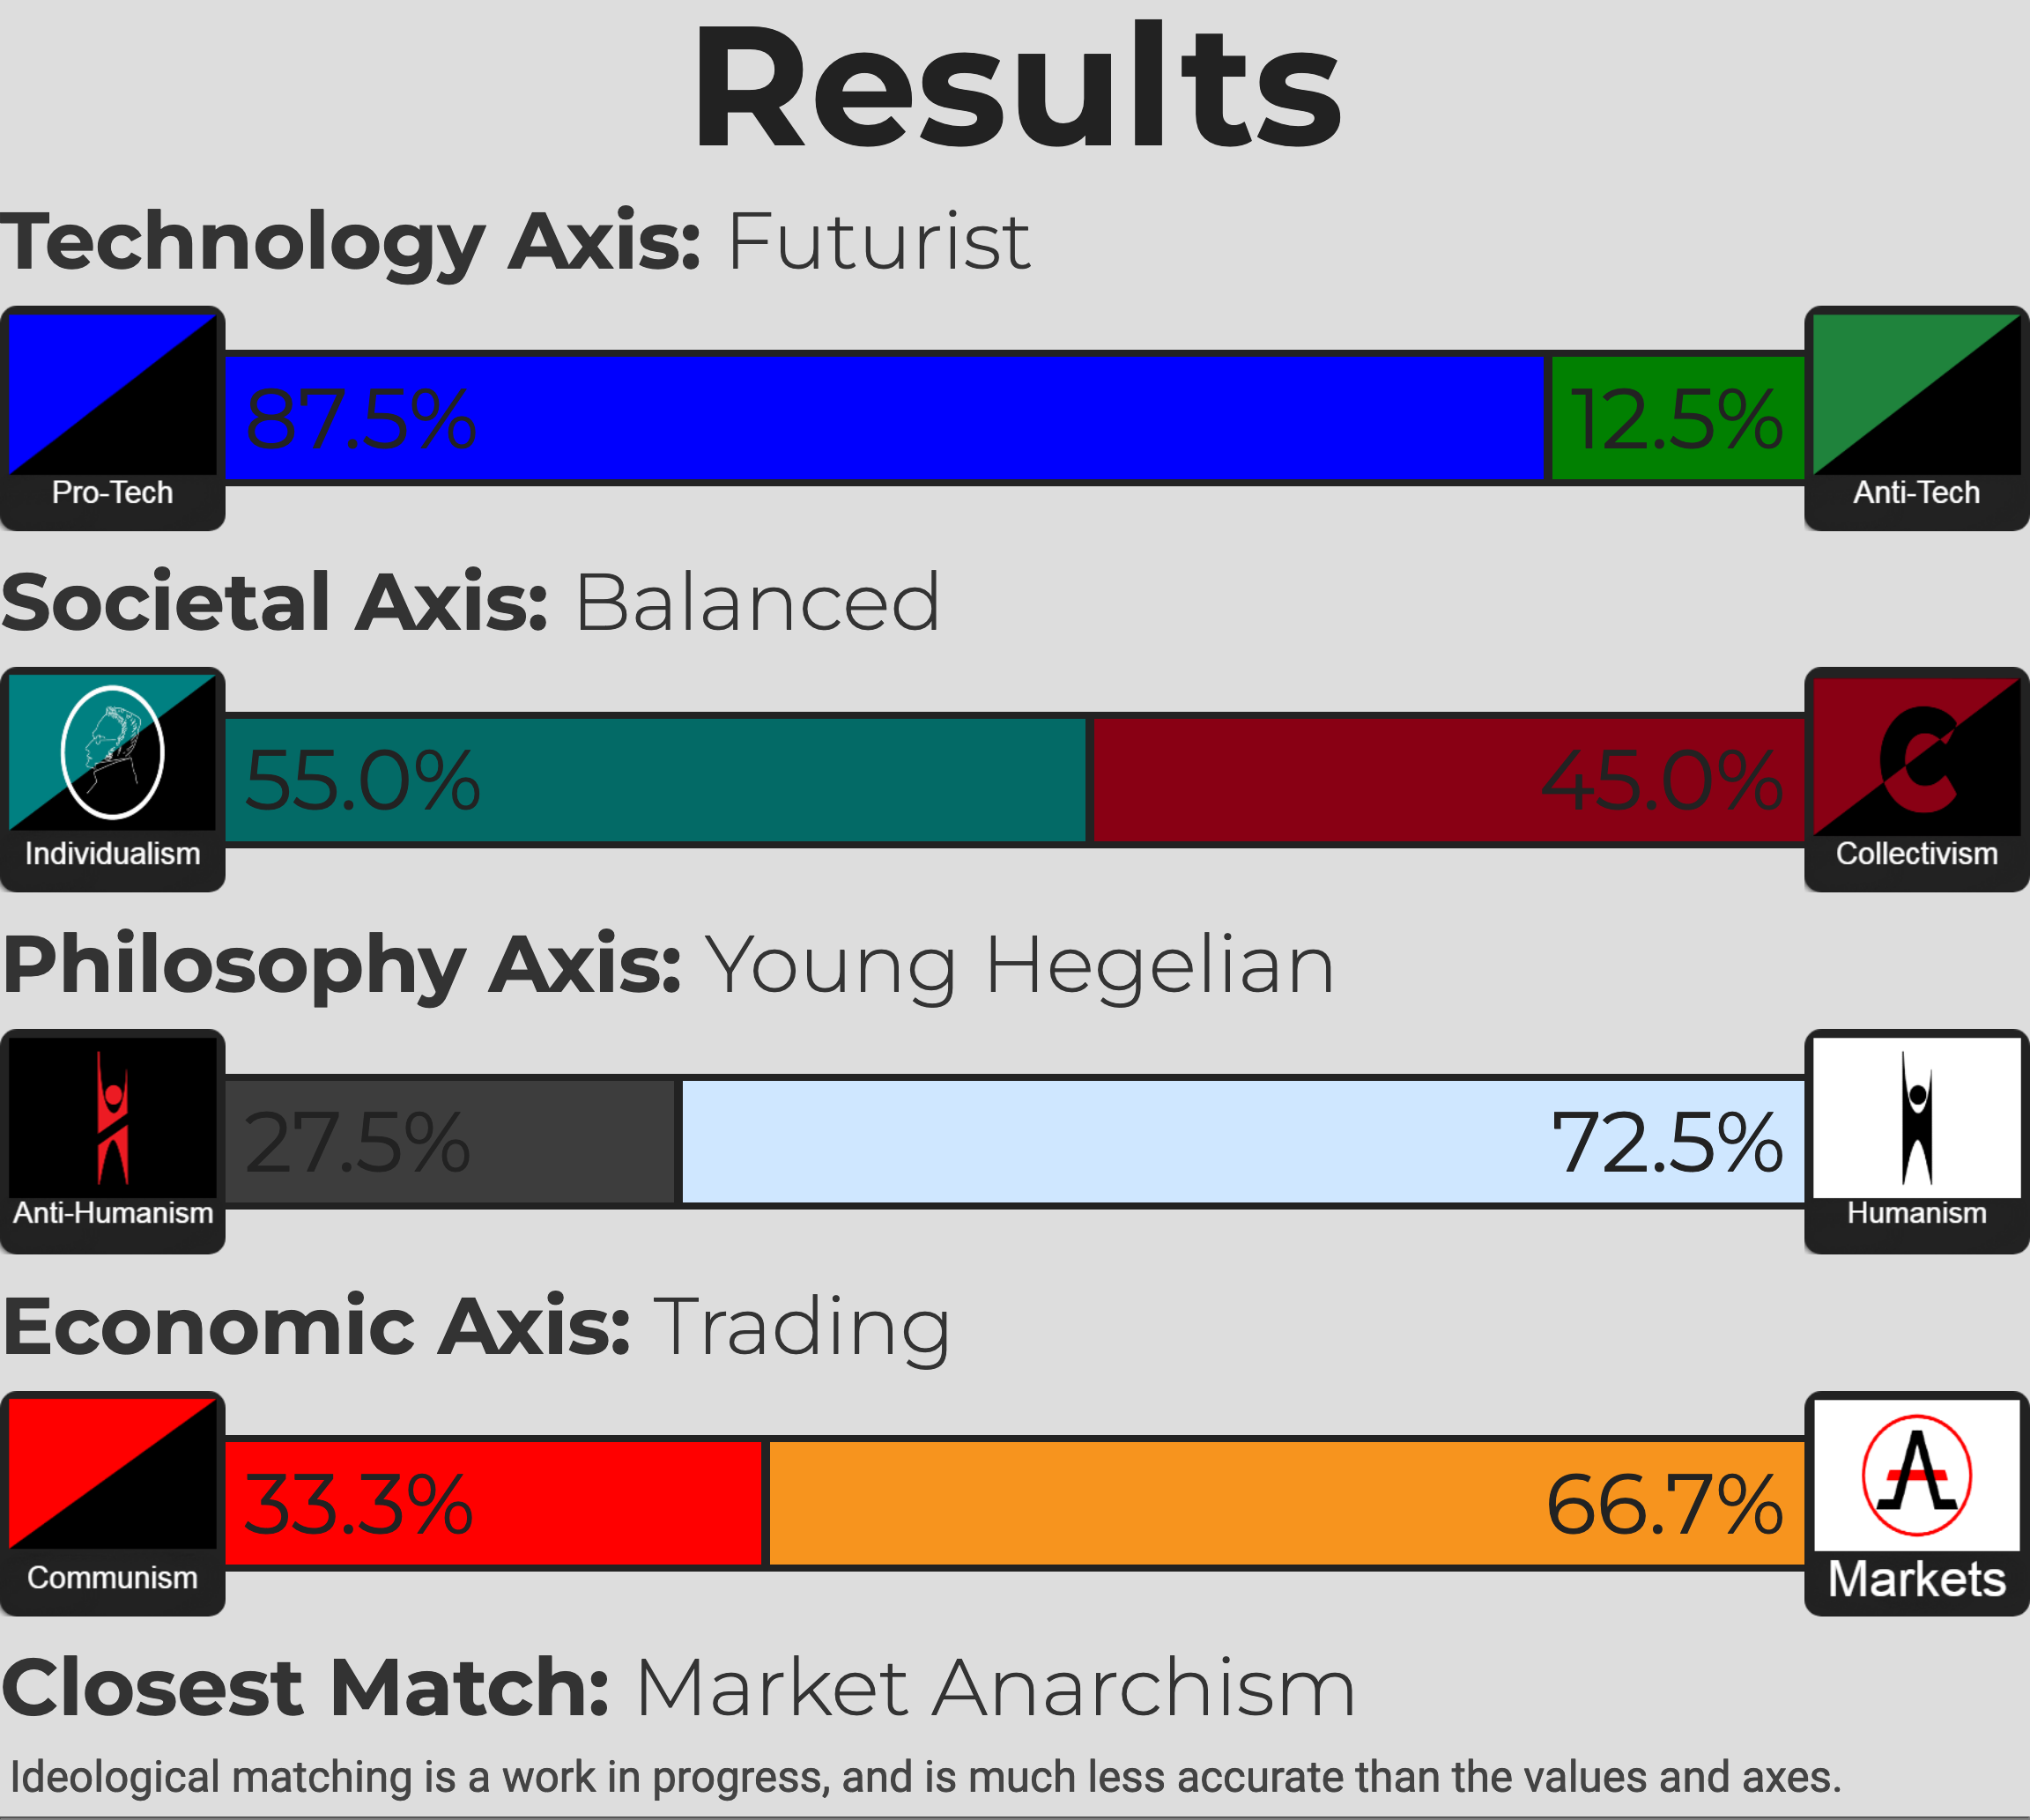 Results
Technology Axis: Futurist
87.5% 12.5%
Pro-Tech Anti-Tech
Societal Axis: Balanced
55.0% 45.0%
Individualism Collectivism
Philosophy Axis: Young Hegelian
27.5% 72.5%
Anti-Humanism Humanism
Economic Axis: Trading
33.3% 66.7%
Communism Markets
Closest Match: Market Anarchism
Ideological matching is a work in progress, and is much less accurate than the values and axes.